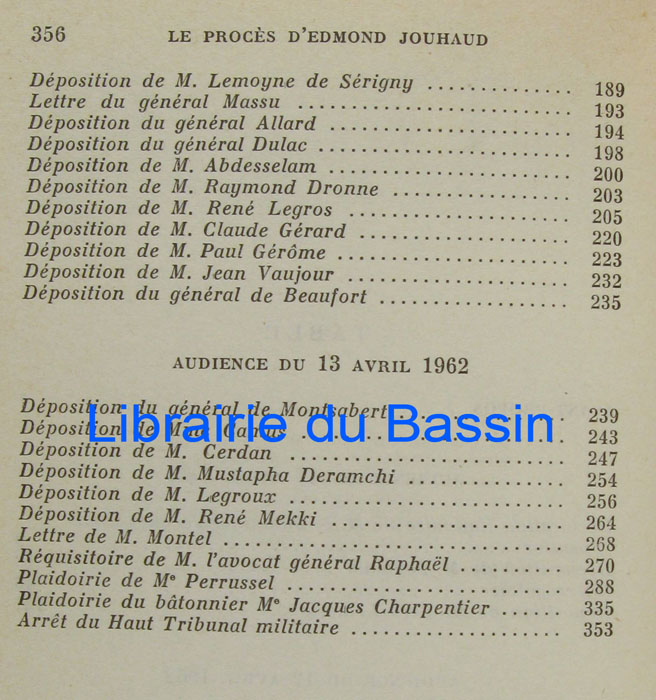 356 LE PROCÈS D'EDMOND JOUHAUD
Déposition de M. Lemoyne de Sérigny .............. 189
Lettre du général Massu .......................... 193
Déposition du général Allard ..................... 194
Déposition du général Dulac ...................... 198
Déposition de M. Abdesselam ...................... 200
Déposition de M. Raymond Dronne .................. 203
Déposition de M. René Legros ..................... 205
Déposition de M. Claude Gérard ................... 220
Déposition de M. Paul Gérôme ..................... 223
Déposition de M. Jean Vaujour .................... 232
Déposition du général de Beaufort ................ 235
AUDIENCE DU 13 AVRIL 1962
Déposition du général de Montsabert .............. 239
Librairie du Bassin
Déposition de Camus ......................... 243
Déposition de M. Cerdan .......................... 247
Déposition de M. Mustapha Deramchi ............... 254
Déposition de M. Legroux ......................... 256
Déposition de M. René Mekki ...................... 264
Lettre de M. Montel .............................. 268
Réquisitoire de M. l'avocat général Raphaël ......... 270
Plaidoirie de Me Perrussel ....................... 288
Plaidoirie du bâtonnier Me Jacques Charpentier ...... 335
Arrêt du Haut Tribunal militaire ................. 353